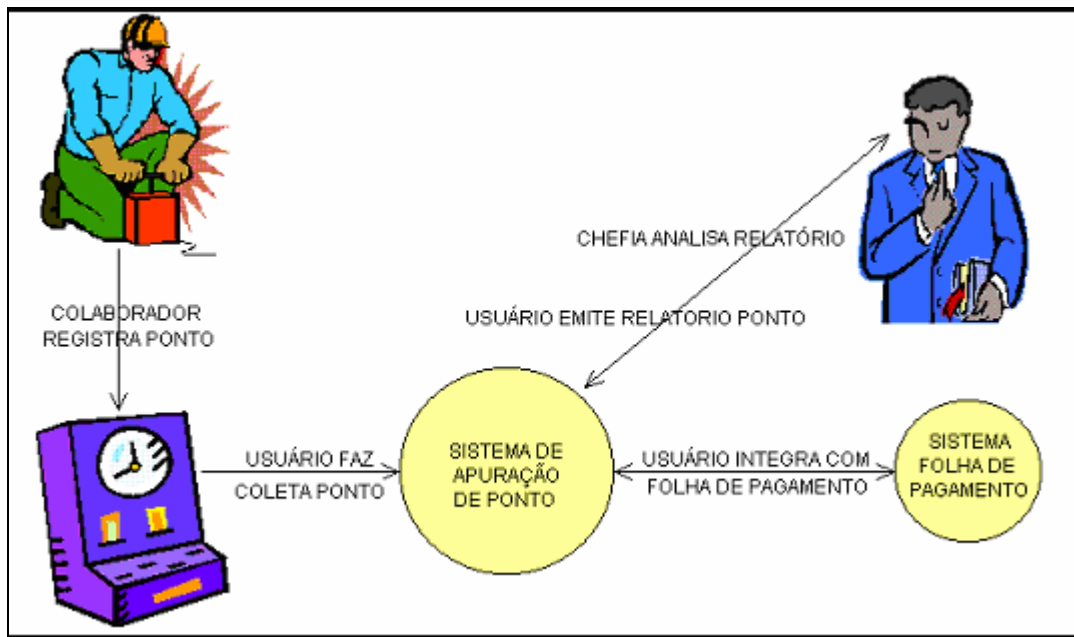 CHEFIA ANALISA RELATÓRIO
COLABORADOR
REGISTRA PONTO
USUÁRIO EMITE RELATORIO PONTO
USUÁRIO FAZ
COLETA PONTO
SISTEMA DE
APURAÇÃO
DE PONTO
USUÁRIO INTEGRA COM
FOLHA DE PAGAMENTO
SISTEMA
FOLHA DE
PAGAMENTO